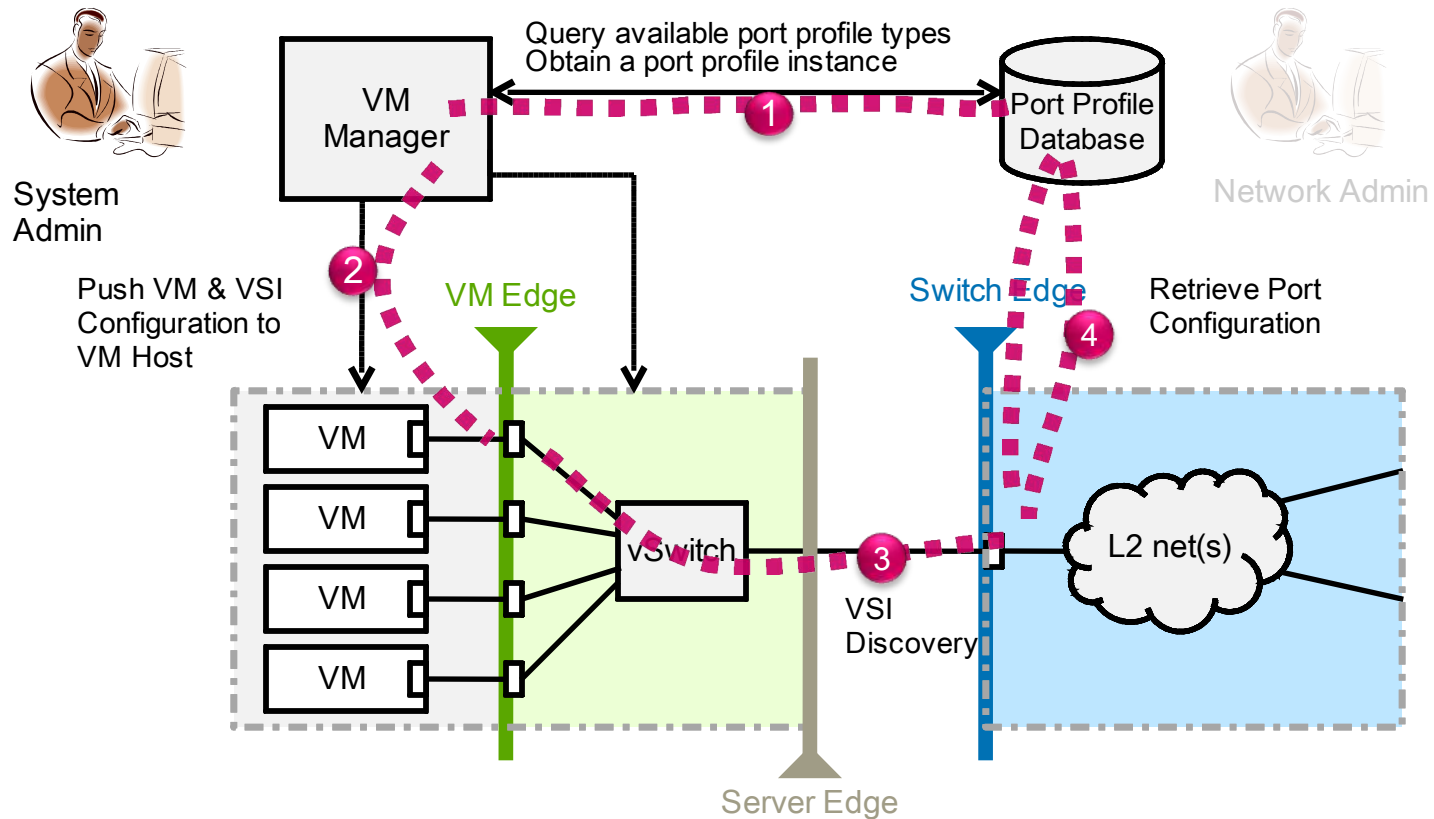 Query available port profile types
Obtain a port profile instance
VM
Manager
1
Port Profile
Database
System
Admin
Network Admin
2
Push VM & VSI
Configuration to
VM Host
VM Edge
Switch Edge
Retrieve Port
Configuration
4
VM
VM
VM
VM
vSwitch
3
VSI
Discovery
L2 net(s)
Server Edge